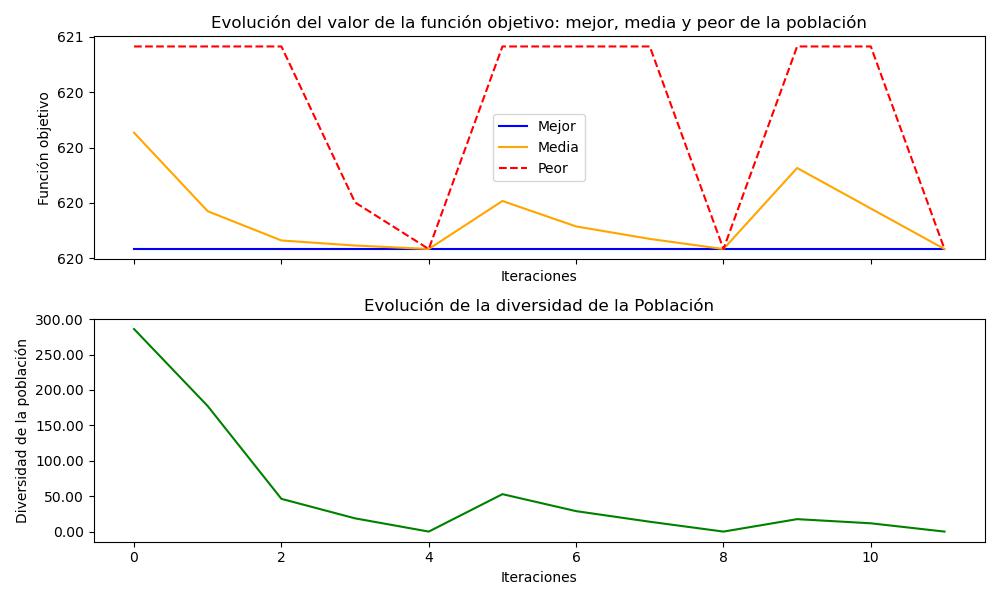 Evolución del valor de la función objetivo: mejor, media y peor de la población
621
620
620
620
620
Función objetivo
Mejor
Media
Peor
Iteraciones
Evolución de la diversidad de la Población
300.00
250.00
200.00
150.00
100.00
50.00
0.00
Diversidad de la población
0 2 4 6 8 10
Iteraciones